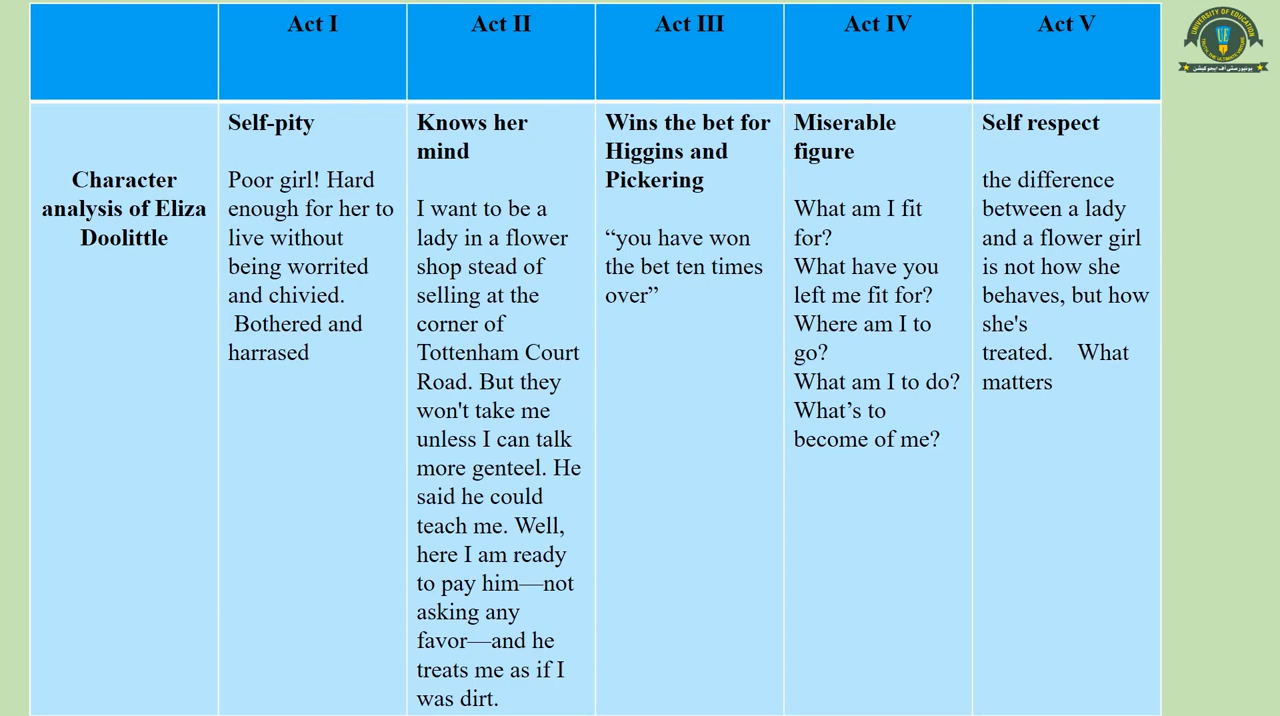 Act I
Act II
Act III
Act IV
Act V
UNIVERSITY OF EDUCATION
UE
یونیورسٹی آف ایجوکیشن
Character
analysis of Eliza
Doolittle
Self-pity
Poor girl! Hard
enough for her to
live without
being worrited
and chivied.
Bothered and
harrased
Knows her
mind
I want to be a
lady in a flower
shop stead of
selling at the
corner of
Tottenham Court
Road. But they
won't take me
unless I can talk
more genteel. He
said he could
teach me. Well,
here I am ready
to pay him—not
asking any
favor—and he
treats me as if I
was dirt.
Wins the bet for
Higgins and
Pickering
“you have won
the bet ten times
over”
Miserable
figure
What am I fit
for?
What have you
left me fit for?
Where am I to
go?
What am I to do?
What’s to
become of me?
Self respect
the difference
between a lady
and a flower girl
is not how she
behaves, but how
she's
treated. What
matters